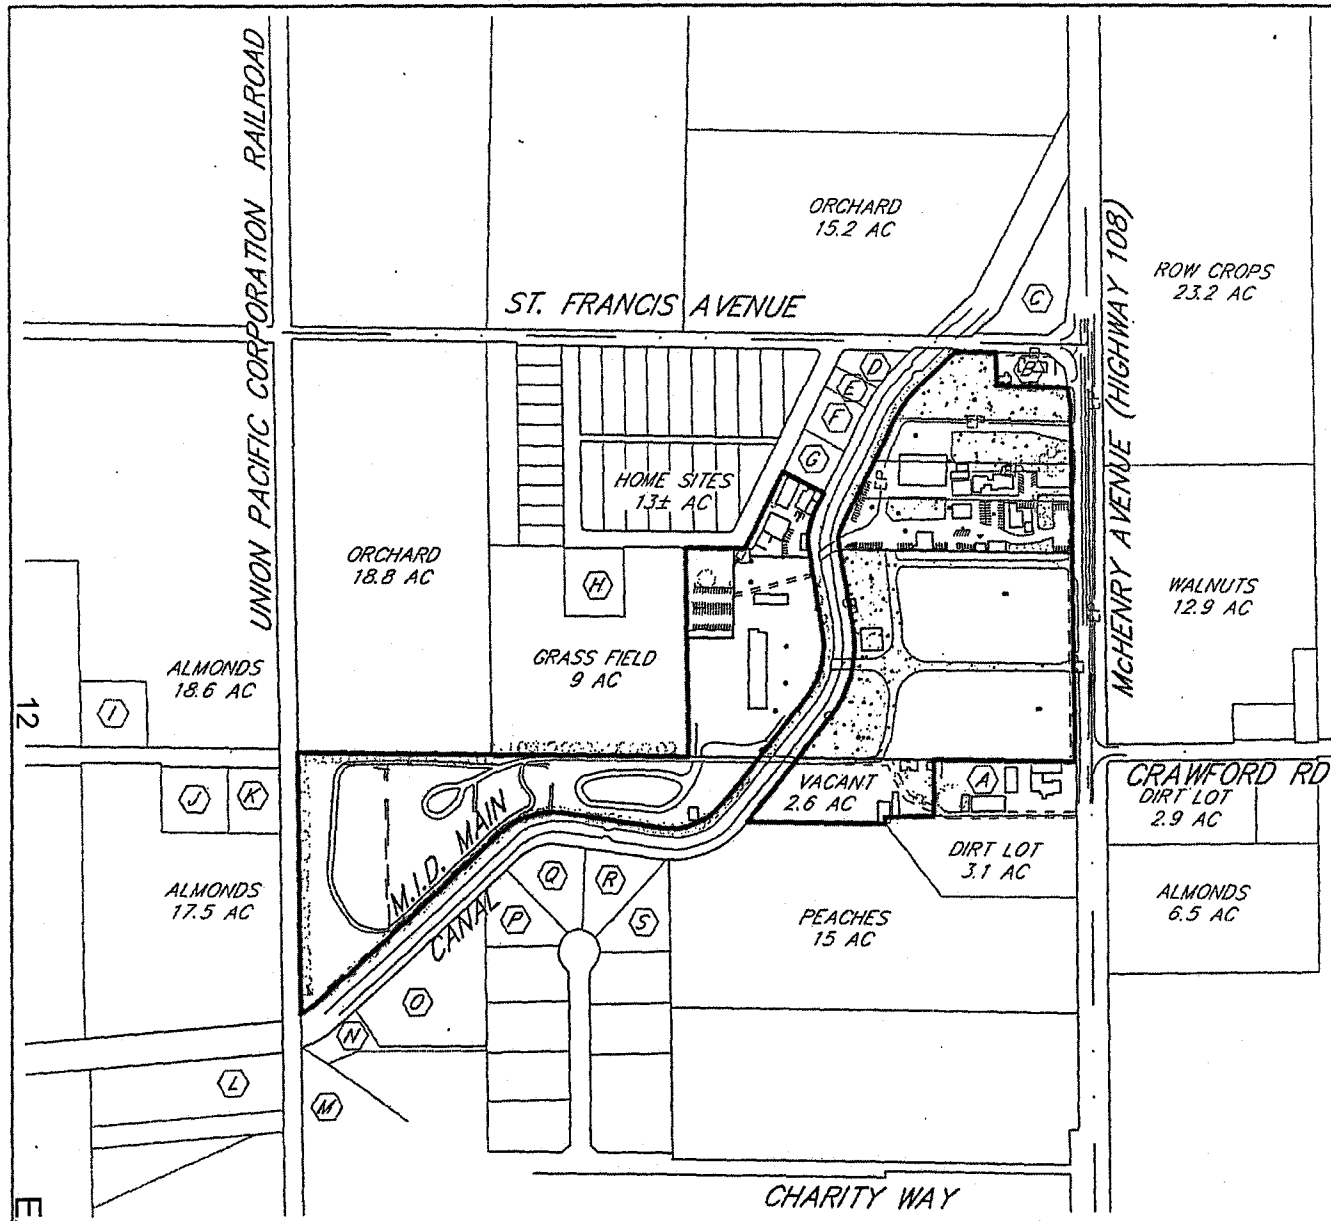 UNION PACIFIC CORPORATION RAILROAD
ORCHARD
15.2 AC
McHENRY AVENUE (HIGHWAY 108)
ROW CROPS
23.2 AC
C
ST. FRANCIS AVENUE
B
D
E
F
G
EP
HOME SITES
13± AC
ORCHARD
18.8 AC
H
WALNUTS
12.9 AC
GRASS FIELD
9 AC
ALMONDS
18.6 AC
I
12
CRAWFORD RD
VACANT
2.6 AC
A
J
K
DIRT LOT
2.9 AC
M.I.D. MAIN
CANAL
DIRT LOT
3.1 AC
ALMONDS
17.5 AC
Q
R
P
S
PEACHES
15 AC
ALMONDS
6.5 AC
O
N
L
M
CHARITY WAY
E